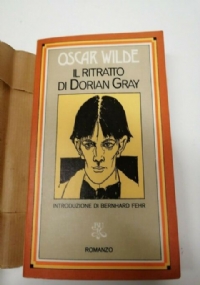 OSCAR WILDE
IL RITRATTO
DI DORIAN GRAY
INTRODUZIONE DI BERNHARD FEHR
ROMANZO